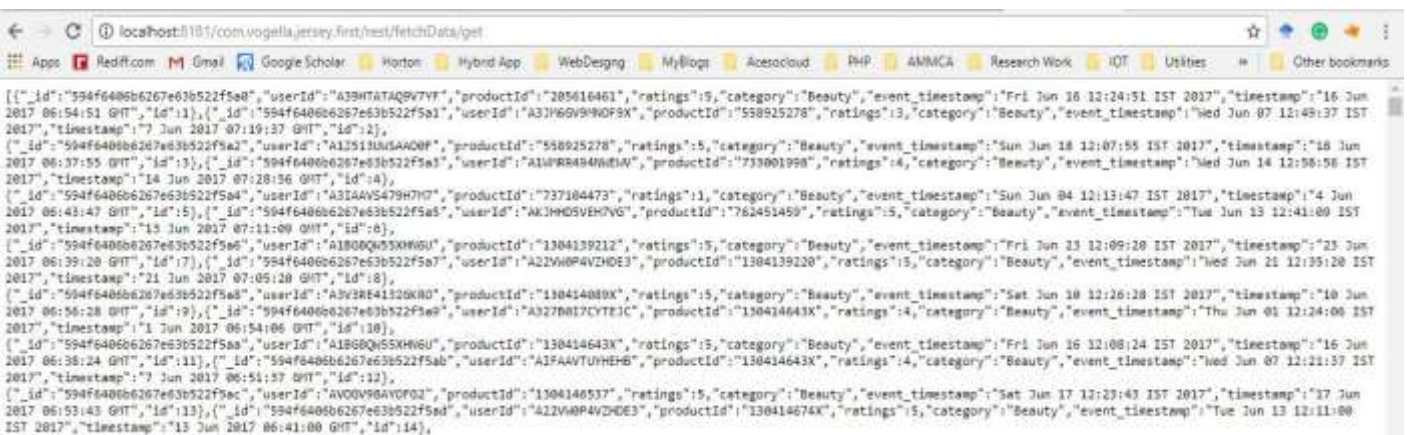 localhost:8181/com.vogella.jersey.first/rest/fetchData/get
Apps Rediff.com Gmail Google Scholar Horton Hybrid App WebDesgng MyBlogs Acesocloud PHP AMMCA Research Work IOT Utilities » Other bookmarks
[{"_id":"594f6406b6267e63b522f5a0","userId":"A39HTATAQ9V7YF","productId":"205616461","ratings":5,"category":"Beauty","event_timestamp":"Fri Jun 16 12:24:51 IST 2017","timestamp":"16 Jun
2017 06:54:51 GMT","id":1},{"_id":"594f6406b6267e63b522f5a1","userId":"A3JM6GV9MNOF9X","productId":"558925278","ratings":3,"category":"Beauty","event_timestamp":"Wed Jun 07 12:49:37 IST
2017","timestamp":"7 Jun 2017 07:19:37 GMT","id":2},
{"_id":"594f6406b6267e63b522f5a2","userId":"A1Z513UWSAAO0F","productId":"558925278","ratings":5,"category":"Beauty","event_timestamp":"Sun Jun 18 12:07:55 IST 2017","timestamp":"18 Jun
2017 06:37:55 GMT","id":3},{"_id":"594f6406b6267e63b522f5a3","userId":"A1WMRR494NWEWV","productId":"733001998","ratings":4,"category":"Beauty","event_timestamp":"Wed Jun 14 12:58:56 IST
2017","timestamp":"14 Jun 2017 07:28:56 GMT","id":4},
{"_id":"594f6406b6267e63b522f5a4","userId":"A3IAAVS479H7M7","productId":"737104473","ratings":1,"category":"Beauty","event_timestamp":"Sun Jun 04 12:13:47 IST 2017","timestamp":"4 Jun
2017 06:43:47 GMT","id":5},{"_id":"594f6406b6267e63b522f5a5","userId":"AKJHHD5VEH7VG","productId":"762451459","ratings":5,"category":"Beauty","event_timestamp":"Tue Jun 13 12:41:09 IST
2017","timestamp":"13 Jun 2017 07:11:09 GMT","id":6},
{"_id":"594f6406b6267e63b522f5a6","userId":"A1BG8QW55XHN6U","productId":"1304139212","ratings":5,"category":"Beauty","event_timestamp":"Fri Jun 23 12:09:20 IST 2017","timestamp":"23 Jun
2017 06:39:20 GMT","id":7},{"_id":"594f6406b6267e63b522f5a7","userId":"A22VW0P4VZHDE3","productId":"1304139220","ratings":5,"category":"Beauty","event_timestamp":"Wed Jun 21 12:35:20 IST
2017","timestamp":"21 Jun 2017 07:05:20 GMT","id":8},
{"_id":"594f6406b6267e63b522f5a8","userId":"A3V3RE4132GKRO","productId":"130414089X","ratings":5,"category":"Beauty","event_timestamp":"Sat Jun 10 12:26:28 IST 2017","timestamp":"10 Jun
2017 06:56:28 GMT","id":9},{"_id":"594f6406b6267e63b522f5a9","userId":"A327B0I7CYTEJC","productId":"130414643X","ratings":4,"category":"Beauty","event_timestamp":"Thu Jun 01 12:24:06 IST
2017","timestamp":"1 Jun 2017 06:54:06 GMT","id":10},
{"_id":"594f6406b6267e63b522f5aa","userId":"A1BG8QW55XHN6U","productId":"130414643X","ratings":5,"category":"Beauty","event_timestamp":"Fri Jun 16 12:08:24 IST 2017","timestamp":"16 Jun
2017 06:38:24 GMT","id":11},{"_id":"594f6406b6267e63b522f5ab","userId":"AIFAAVTUYHEHB","productId":"130414643X","ratings":4,"category":"Beauty","event_timestamp":"Wed Jun 07 12:21:37 IST
2017","timestamp":"7 Jun 2017 06:51:37 GMT","id":12},
{"_id":"594f6406b6267e63b522f5ac","userId":"AVOGV98AYOFG2","productId":"1304146537","ratings":5,"category":"Beauty","event_timestamp":"Sat Jun 17 12:23:43 IST 2017","timestamp":"17 Jun
2017 06:53:43 GMT","id":13},{"_id":"594f6406b6267e63b522f5ad","userId":"A22VW0P4VZHDE3","productId":"130414674X","ratings":5,"category":"Beauty","event_timestamp":"Tue Jun 13 12:11:00
IST 2017","timestamp":"13 Jun 2017 06:41:00 GMT","id":14},